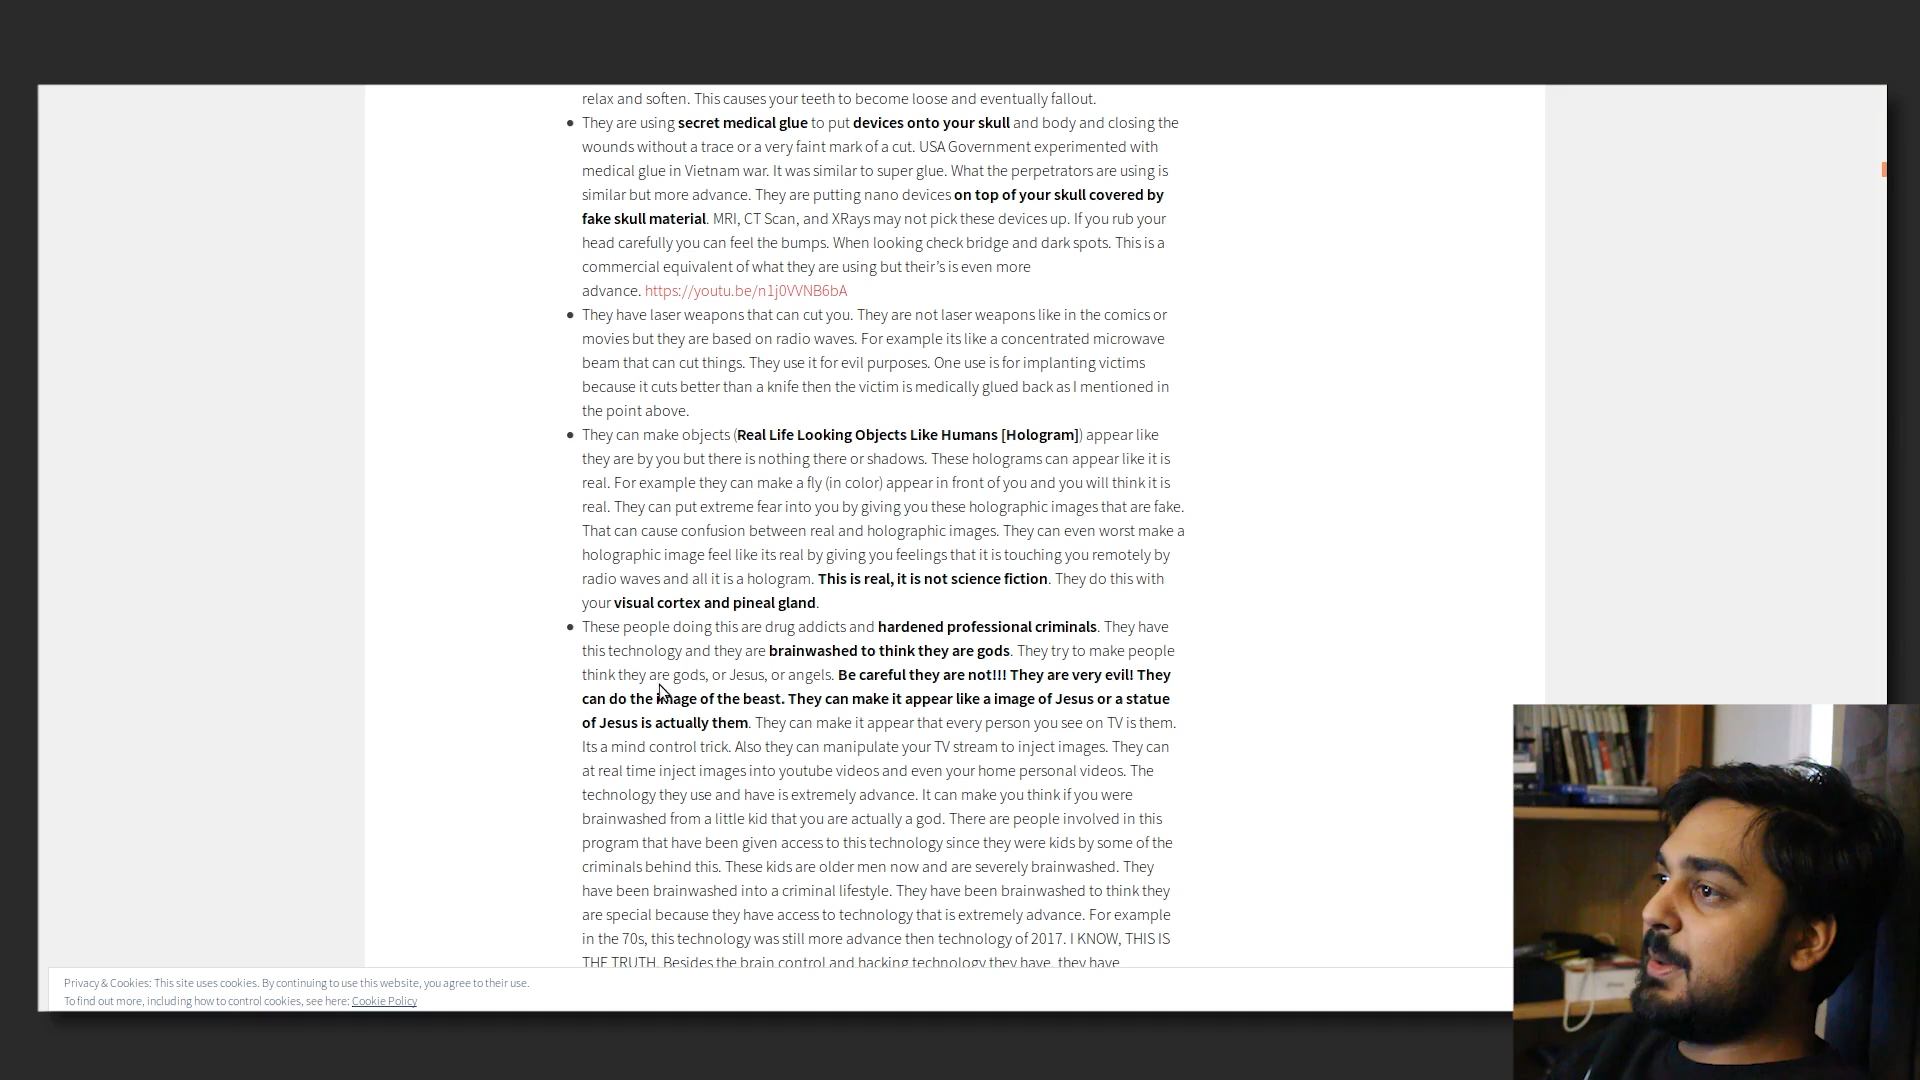 relax and soften. This causes your teeth to become loose and eventually fallout.
They are using secret medical glue to put devices onto your skull and body and closing the
wounds without a trace or a very faint mark of a cut. USA Government experimented with
medical glue in Vietnam war. It was similar to super glue. What the perpetrators are using is
similar but more advance. They are putting nano devices on top of your skull covered by
fake skull material. MRI, CT Scan, and XRays may not pick these devices up. If you rub your
head carefully you can feel the bumps. When looking check bridge and dark spots. This is a
commercial equivalent of what they are using but their’s is even more
advance. https://youtu.be/n1j0VVNB6bA
They have laser weapons that can cut you. They are not laser weapons like in the comics or
movies but they are based on radio waves. For example its like a concentrated microwave
beam that can cut things. They use it for evil purposes. One use is for implanting victims
because it cuts better than a knife then the victim is medically glued back as I mentioned in
the point above.
They can make objects (Real Life Looking Objects Like Humans [Hologram]) appear like
they are by you but there is nothing there or shadows. These holograms can appear like it is
real. For example they can make a fly (in color) appear in front of you and you will think it is
real. They can put extreme fear into you by giving you these holographic images that are fake.
That can cause confusion between real and holographic images. They can even worst make a
holographic image feel like its real by giving you feelings that it is touching you remotely by
radio waves and all it is a hologram. This is real, it is not science fiction. They do this with
your visual cortex and pineal gland.
These people doing this are drug addicts and hardened professional criminals. They have
this technology and they are brainwashed to think they are gods. They try to make people
think they are gods, or Jesus, or angels. Be careful they are not!!! They are very evil! They
can do the image of the beast. They can make it appear like a image of Jesus or a statue
of Jesus is actually them. They can make it appear that every person you see on TV is them.
Its a mind control trick. Also they can manipulate your TV stream to inject images. They can
at real time inject images into youtube videos and even your home personal videos. The
technology they use and have is extremely advance. It can make you think if you were
brainwashed from a little kid that you are actually a god. There are people involved in this
program that have been given access to this technology since they were kids by some of the
criminals behind this. These kids are older men now and are severely brainwashed. They
have been brainwashed into a criminal lifestyle. They have been brainwashed to think they
are special because they have access to technology that is extremely advance. For example
in the 70s, this technology was still more advance then technology of 2017. I KNOW, THIS IS
THE TRUTH. Besides the brain control and hacking technology they have, they have
Privacy & Cookies: This site uses cookies. By continuing to use this website, you agree to their use.
To find out more, including how to control cookies, see here: Cookie Policy